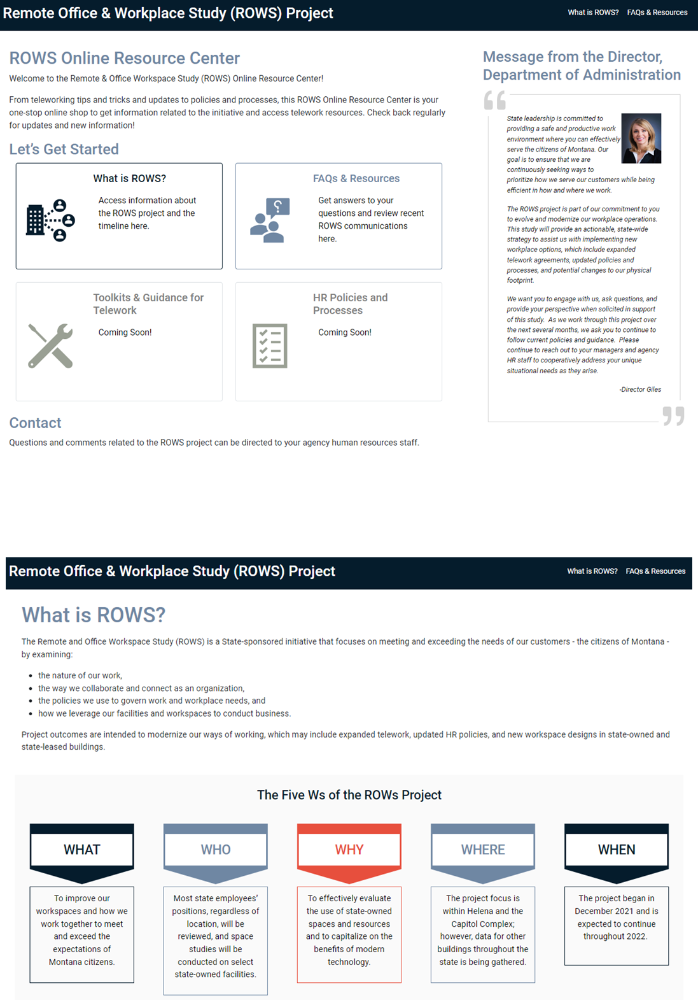 Remote Office & Workplace Study (ROWS) Project
What is ROWS? FAQs & Resources
ROWS Online Resource Center
Welcome to the Remote & Office Workspace Study (ROWS) Online Resource Center!
From teleworking tips and tricks and updates to policies and processes, this ROWS Online Resource Center is your
one-stop online shop to get information related to the initiative and access telework resources. Check back regularly
for updates and new information!
Let's Get Started
What is ROWS?
Access information about
the ROWS project and the
timeline here.
FAQs & Resources
Get answers to your
questions and review recent
ROWS communications
here.
Toolkits & Guidance for
Telework
Coming Soon!
HR Policies and
Processes
Coming Soon!
Contact
Questions and comments related to the ROWS project can be directed to your agency human resources staff.
Message from the Director,
Department of Administration
State leadership is committed to
providing a safe and productive work
environment where you can effectively
serve the citizens of Montana. Our
goal is to ensure that we are
continuously seeking ways to
prioritize how we serve our customers while being
efficient in how and where we work.
The ROWS project is part of our commitment to you
to evolve and modernize our workplace operations.
This study will provide an actionable, state-wide
strategy to assist us with implementing new
workplace options, which include expanded
telework agreements, updated policies and
processes, and potential changes to our physical
footprint.
We want you to engage with us, ask questions, and
provide your perspective when solicited in support
of this study.  As we work through this project over
the next several months, we ask you to continue to
follow current policies and guidance.  Please
continue to reach out to your managers and agency
HR staff to cooperatively address your unique
situational needs as they arise.
-Director Giles
Remote Office & Workplace Study (ROWS) Project
What is ROWS? FAQs & Resources
What is ROWS?
The Remote and Office Workspace Study (ROWS) is a State-sponsored initiative that focuses on meeting and exceeding the needs of our customers - the citizens of Montana -
by examining:
• the nature of our work,
• the way we collaborate and connect as an organization,
• the policies we use to govern work and workplace needs, and
• how we leverage our facilities and workspaces to conduct business.
Project outcomes are intended to modernize our ways of working, which may include expanded telework, updated HR policies, and new workspace designs in state-owned and
state-leased buildings.
The Five Ws of the ROWs Project
WHAT
To improve our
workspaces and how we
work together to meet
and exceed the
expectations of
Montana citizens.
WHO
Most state employees'
positions, regardless of
location, will be
reviewed, and space
studies will be
conducted on select
state-owned facilities.
WHY
To effectively evaluate
the use of state-owned
spaces and resources
and to capitalize on the
benefits of modern
technology.
WHERE
The project focus is
within Helena and the
Capitol Complex;
however, data for other
buildings throughout the
state is being gathered.
WHEN
The project began in
December 2021 and is
expected to continue
throughout 2022.